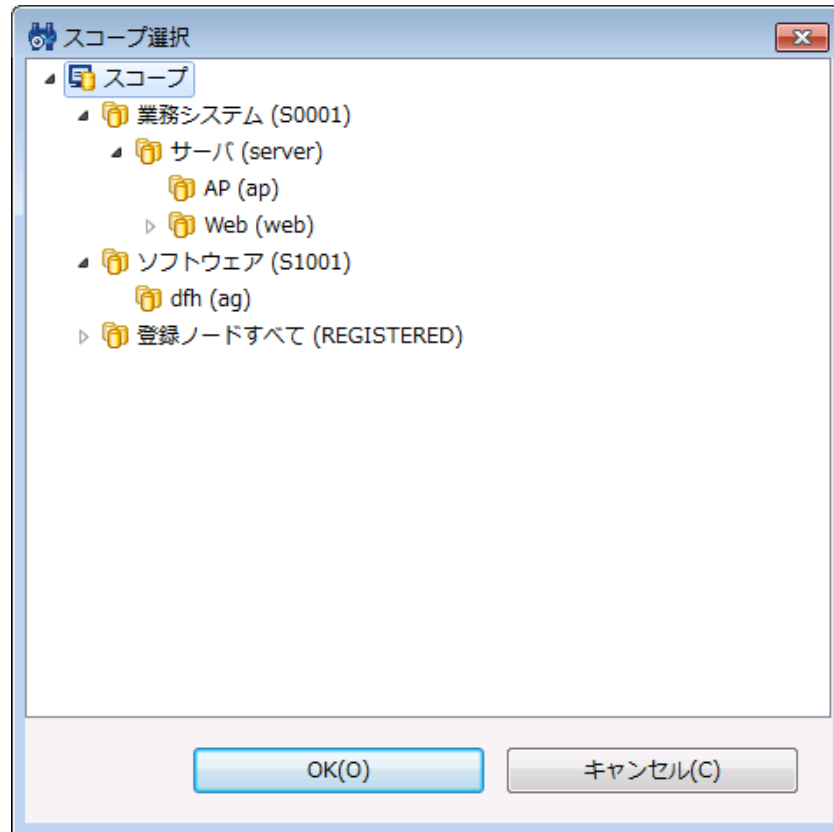 スコープ選択
スコープ
業務システム (S0001)
サーバ (server)
AP (ap)
Web (web)
ソフトウェア (S1001)
dfh (ag)
登録ノードすべて (REGISTERED)
OK(O)
キャンセル(C)